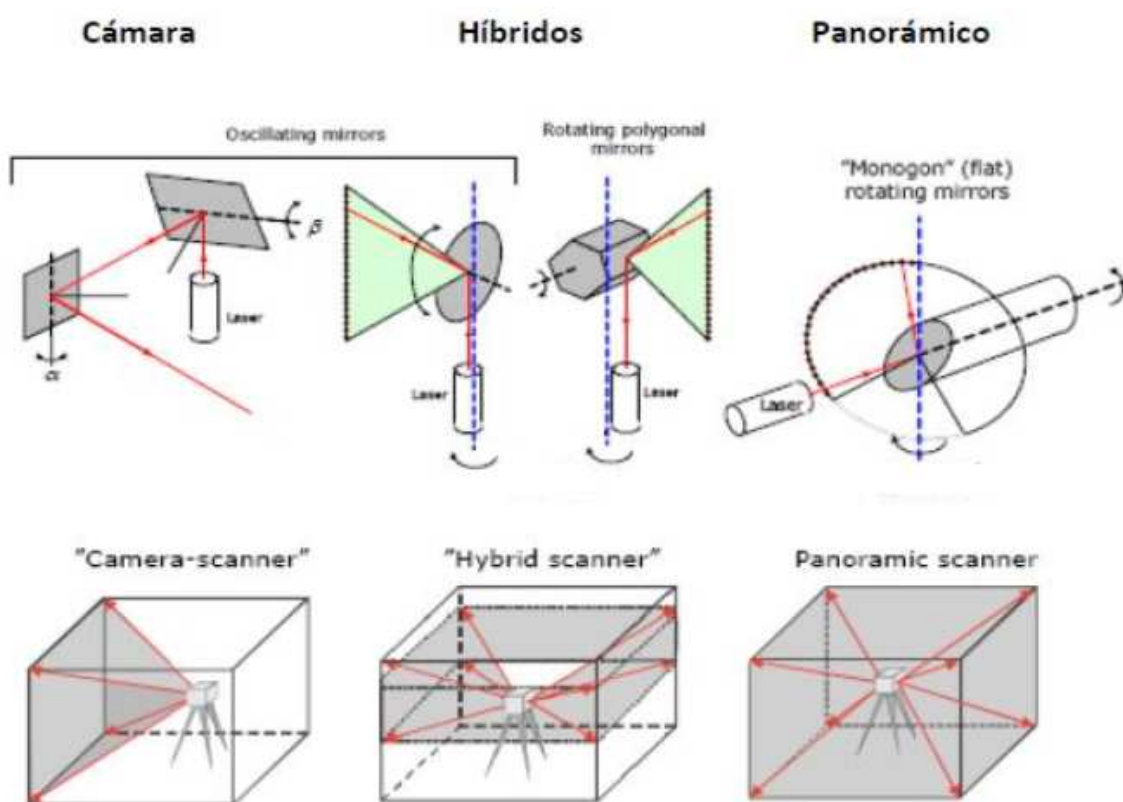 Cámara
Híbridos
Panorámico
Oscillating mirrors
Rotating polygonal
mirrors
"Monogon" (flat)
rotating mirrors
β
Laser
α
Laser
Laser
Laser
"Camera-scanner"
"Hybrid scanner"
Panoramic scanner